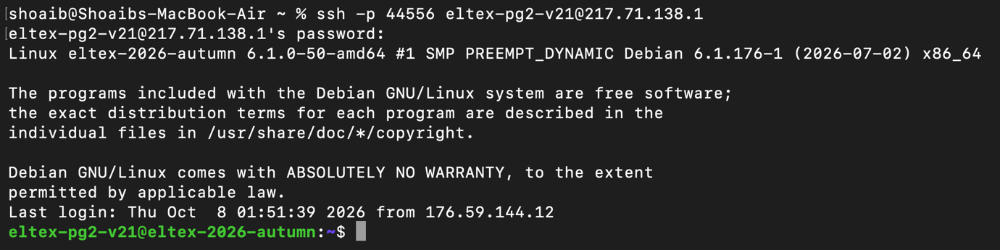 [shoaib@Shoaibs-MacBook-Air ~ % ssh -p 44556 eltex-pg2-v21@217.71.138.1
[eltex-pg2-v21@217.71.138.1's password:
Linux eltex-2026-autumn 6.1.0-50-amd64 #1 SMP PREEMPT_DYNAMIC Debian 6.1.176-1 (2026-07-02) x86_64
The programs included with the Debian GNU/Linux system are free software;
the exact distribution terms for each program are described in the
individual files in /usr/share/doc/*/copyright.
Debian GNU/Linux comes with ABSOLUTELY NO WARRANTY, to the extent
permitted by applicable law.
Last login: Thu Oct  8 01:51:39 2026 from 176.59.144.12
eltex-pg2-v21@eltex-2026-autumn:~$